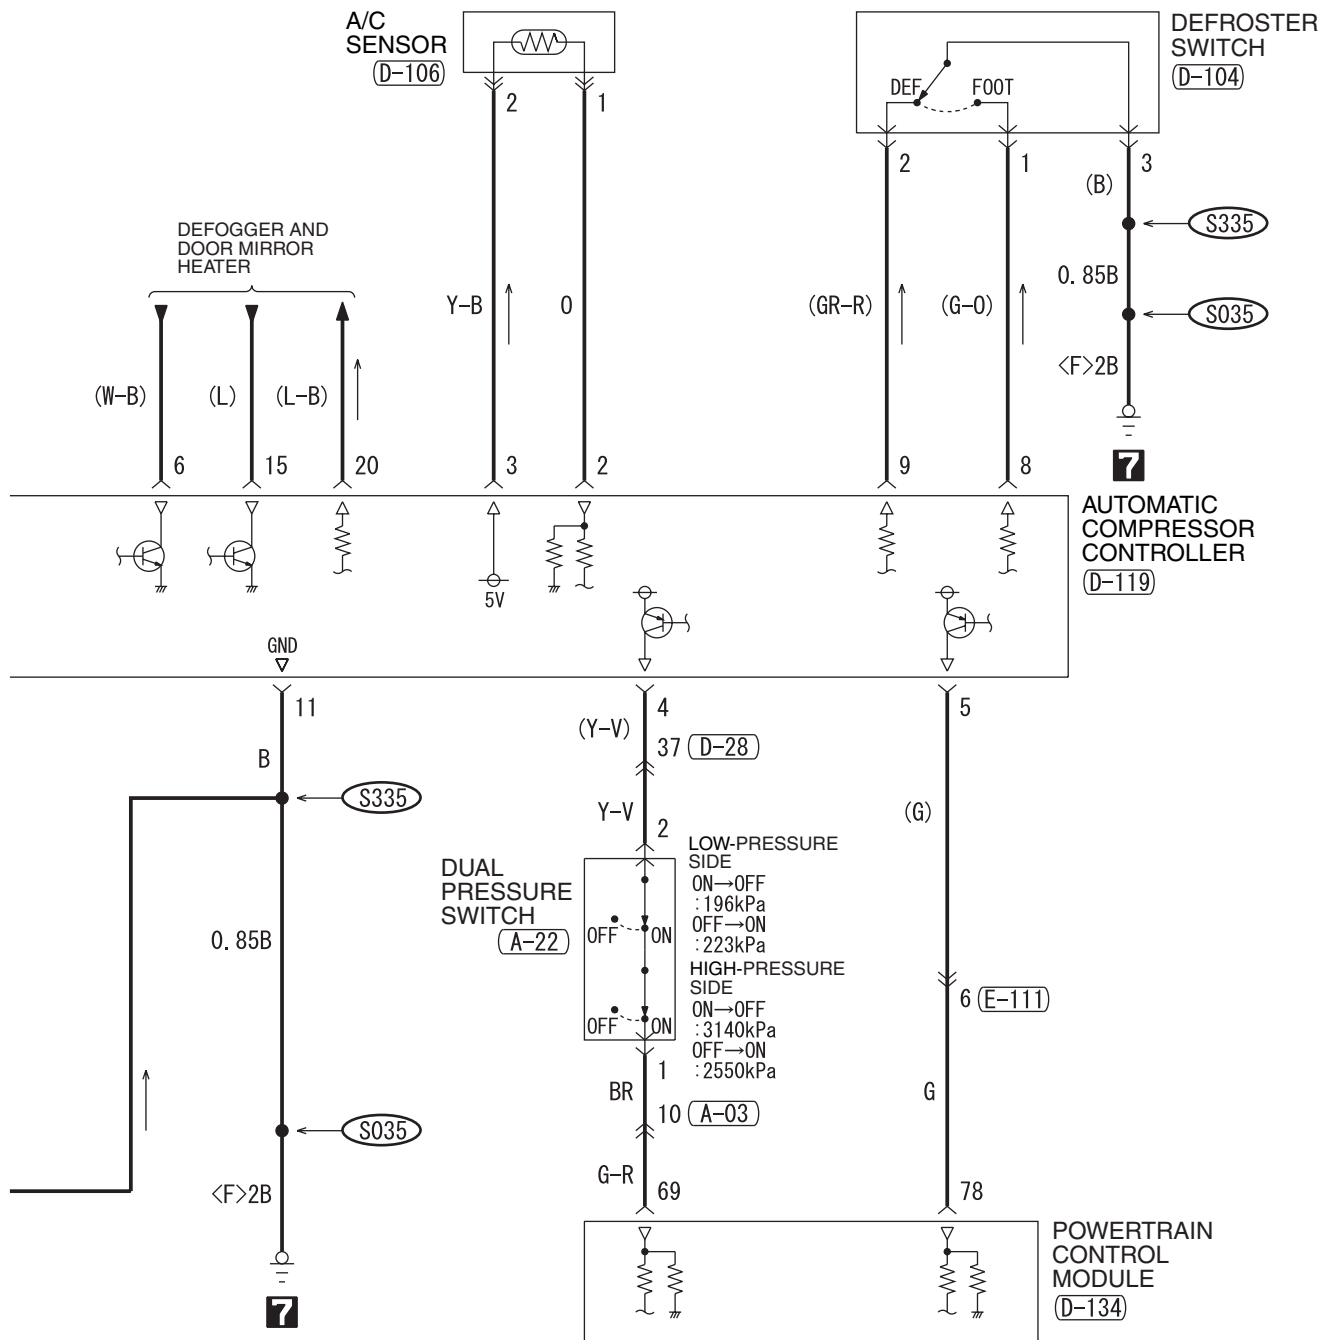 A/C
SENSOR
D-106
2
1
DEFROSTER
SWITCH
D-104
DEF
FOOT
2
1
3
(B)
S335
DEFOGGER AND
DOOR MIRROR
HEATER
Y-B
O
(GR-R)
(G-O)
0.85B
S035
(W-B)
(L)
(L-B)
<F>2B
6
15
20
3
2
9
8
7
AUTOMATIC
COMPRESSOR
CONTROLLER
D-119
5V
GND
11
4
5
(Y-V)
37
D-28
B
S335
Y-V
(G)
2
LOW-PRESSURE
SIDE
ON→OFF
:196kPa
OFF→ON
:223kPa
DUAL
PRESSURE
SWITCH
A-22
OFF
ON
0.85B
HIGH-PRESSURE
SIDE
ON→OFF
:3140kPa
OFF→ON
:2550kPa
6
E-111
OFF
ON
1
BR
G
10
A-03
S035
G-R
<F>2B
69
78
7
POWERTRAIN
CONTROL
MODULE
D-134